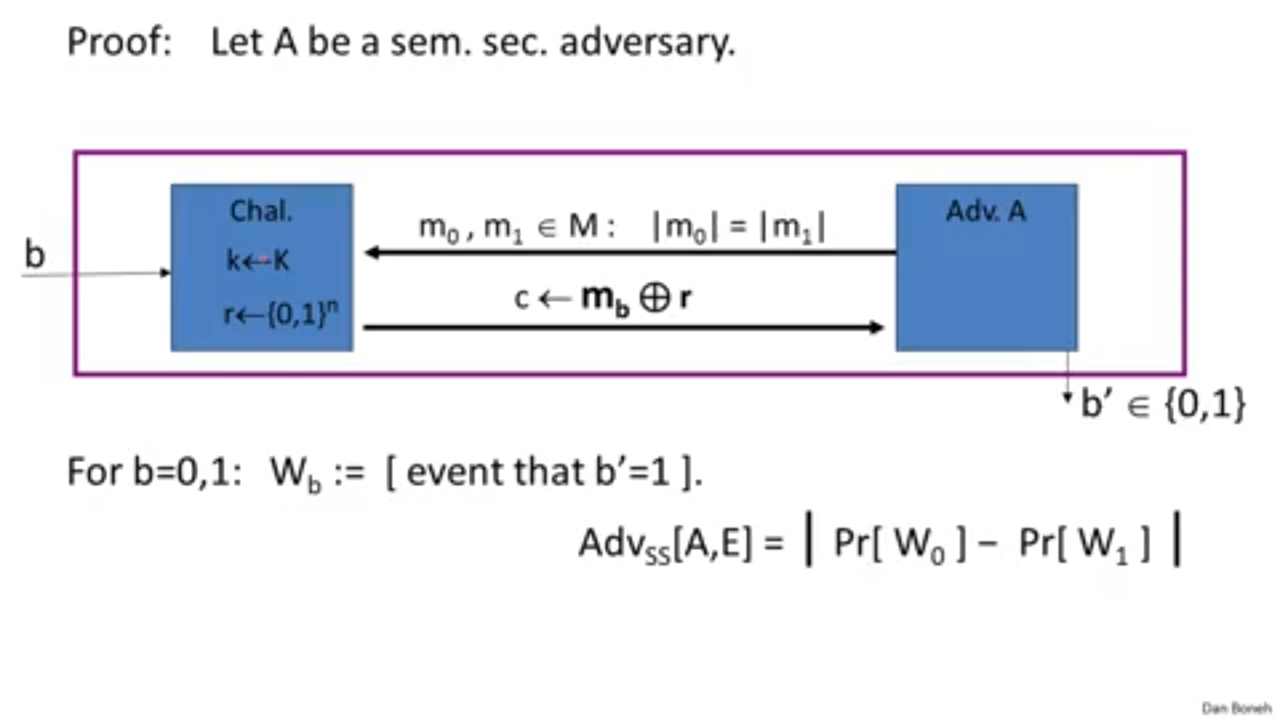 Proof: Let A be a sem. sec. adversary.
Chal.
Adv. A
m₀ , m₁ ∈ M : |m₀| = |m₁|
b
k←K
c ← m_b ⊕ r
r←{0,1}ⁿ
b′ ∈ {0,1}
For b=0,1: W_b := [ event that b′=1 ].
Adv_SS[A,E] = | Pr[ W₀ ] − Pr[ W₁ ] |
Dan Boneh